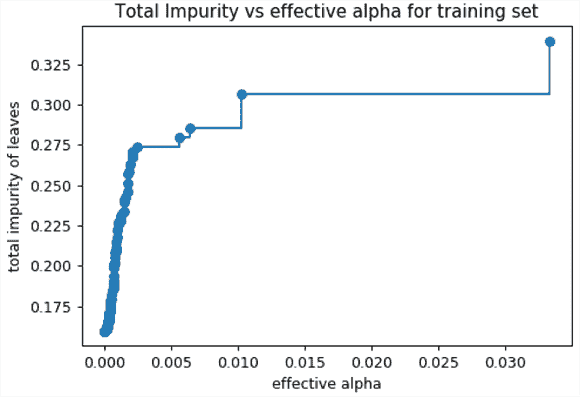 Total Impurity vs effective alpha for training set
total impurity of leaves
0.325
0.300
0.275
0.250
0.225
0.200
0.175
0.000 0.005 0.010 0.015 0.020 0.025 0.030
effective alpha